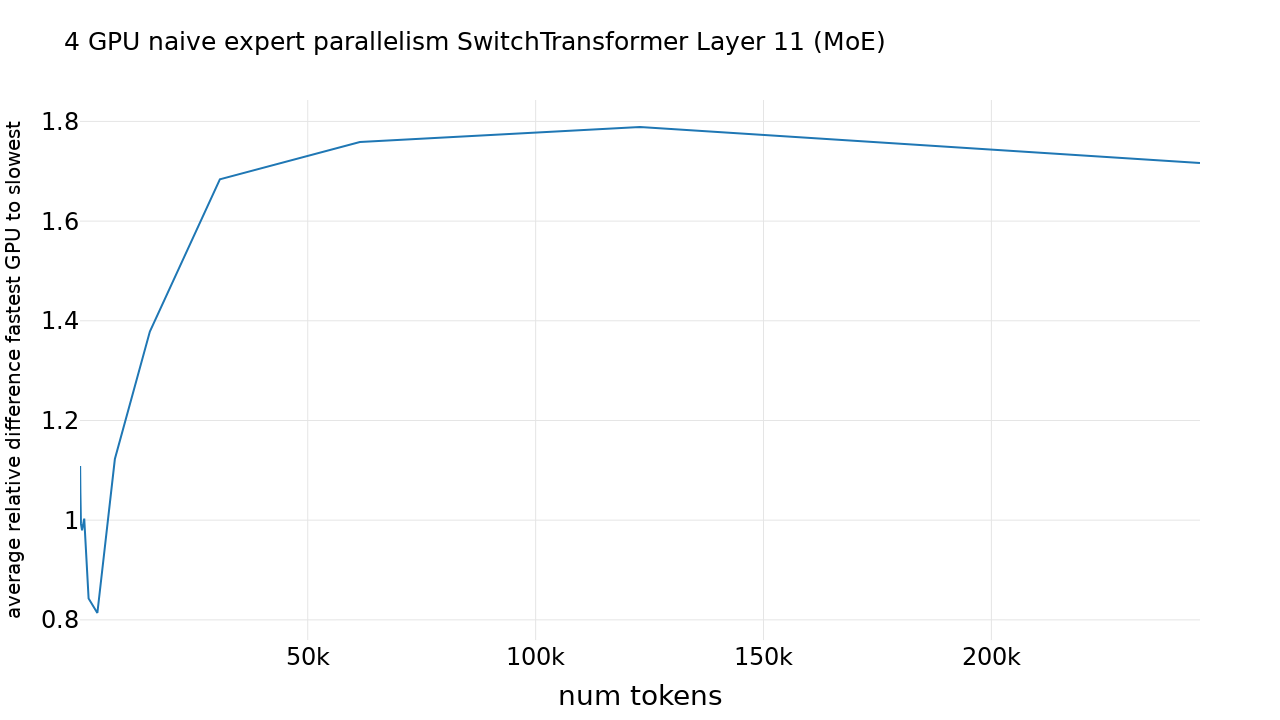 4 GPU naive expert parallelism SwitchTransformer Layer 11 (MoE)
average relative difference fastest GPU to slowest
1.8
1.6
1.4
1.2
1
0.8
50k
100k
150k
200k
num tokens